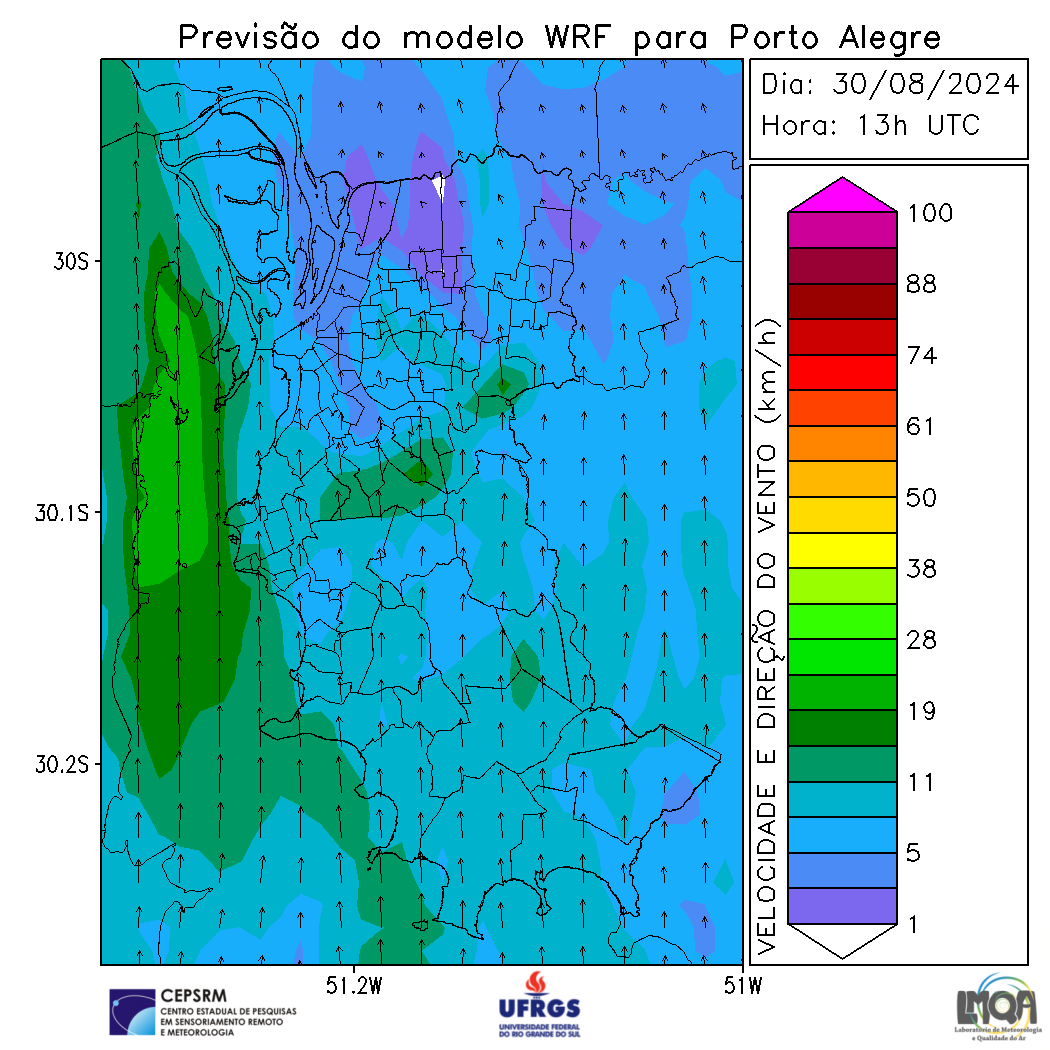 Previsão do modelo WRF para Porto Alegre
Dia: 30/08/2024
Hora: 13h UTC
30S
30.1S
30.2S
51.2W
51W
VELOCIDADE E DIREÇÃO DO VENTO (km/h)
100
88
74
61
50
38
28
19
11
5
1
CEPSRM
CENTRO ESTADUAL DE PESQUISAS
EM SENSORIAMENTO REMOTO
E METEOROLOGIA
UFRGS
UNIVERSIDADE FEDERAL
DO RIO GRANDE DO SUL
LMQA
Laboratório de Meteorologia
e Qualidade do Ar